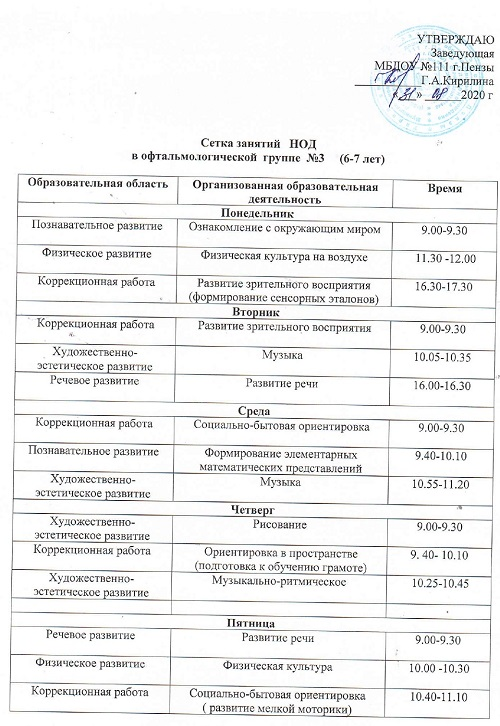 УТВЕРЖДАЮ
Заведующая
МБДОУ №111 г.Пензы
Г.А.Кирилина
« 31 » 08 2020 г
Сетка занятий НОД
в офтальмологической группе №3 (6-7 лет)
Образовательная область Организованная образовательная деятельность Время
Понедельник
Познавательное развитие Ознакомление с окружающим миром 9.00-9.30
Физическое развитие Физическая культура на воздухе 11.30 -12.00
Коррекционная работа Развитие зрительного восприятия 16.30-17.30
(формирование сенсорных эталонов)
Вторник
Коррекционная работа Развитие зрительного восприятия 9.00-9.30
Художественно- Музыка 10.05-10.35
эстетическое развитие
Речевое развитие Развитие речи 16.00-16.30
Среда
Коррекционная работа Социально-бытовая ориентировка 9.00-9.30
Познавательное развитие Формирование элементарных 9.40-10.10
математических представлений
Художественно- Музыка 10.55-11.20
эстетическое развитие
Четверг
Художественно- Рисование 9.00-9.30
эстетическое развитие
Коррекционная работа Ориентировка в пространстве 9. 40- 10.10
(подготовка к обучению грамоте)
Художественно- Музыкально-ритмическое 10.25-10.45
эстетическое развитие
Пятница
Речевое развитие Развитие речи 9.00-9.30
Физическое развитие Физическая культура 10.00 -10.30
Коррекционная работа Социально-бытовая ориентировка 10.40-11.10
( развитие мелкой моторики)